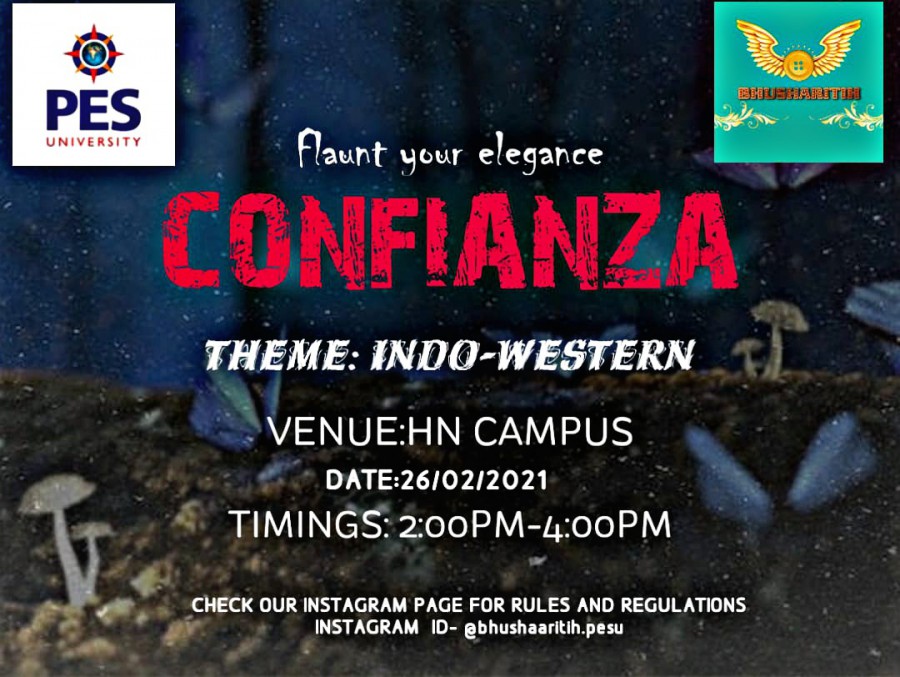 PES
UNIVERSITY
BHUSHARITIH
Flaunt your elegance
CONFIANZA
THEME: INDO-WESTERN
VENUE:HN CAMPUS
DATE:26/02/2021
TIMINGS: 2:00PM-4:00PM
CHECK OUR INSTAGRAM PAGE FOR RULES AND REGULATIONS
INSTAGRAM ID- @bhushaaritih.pesu